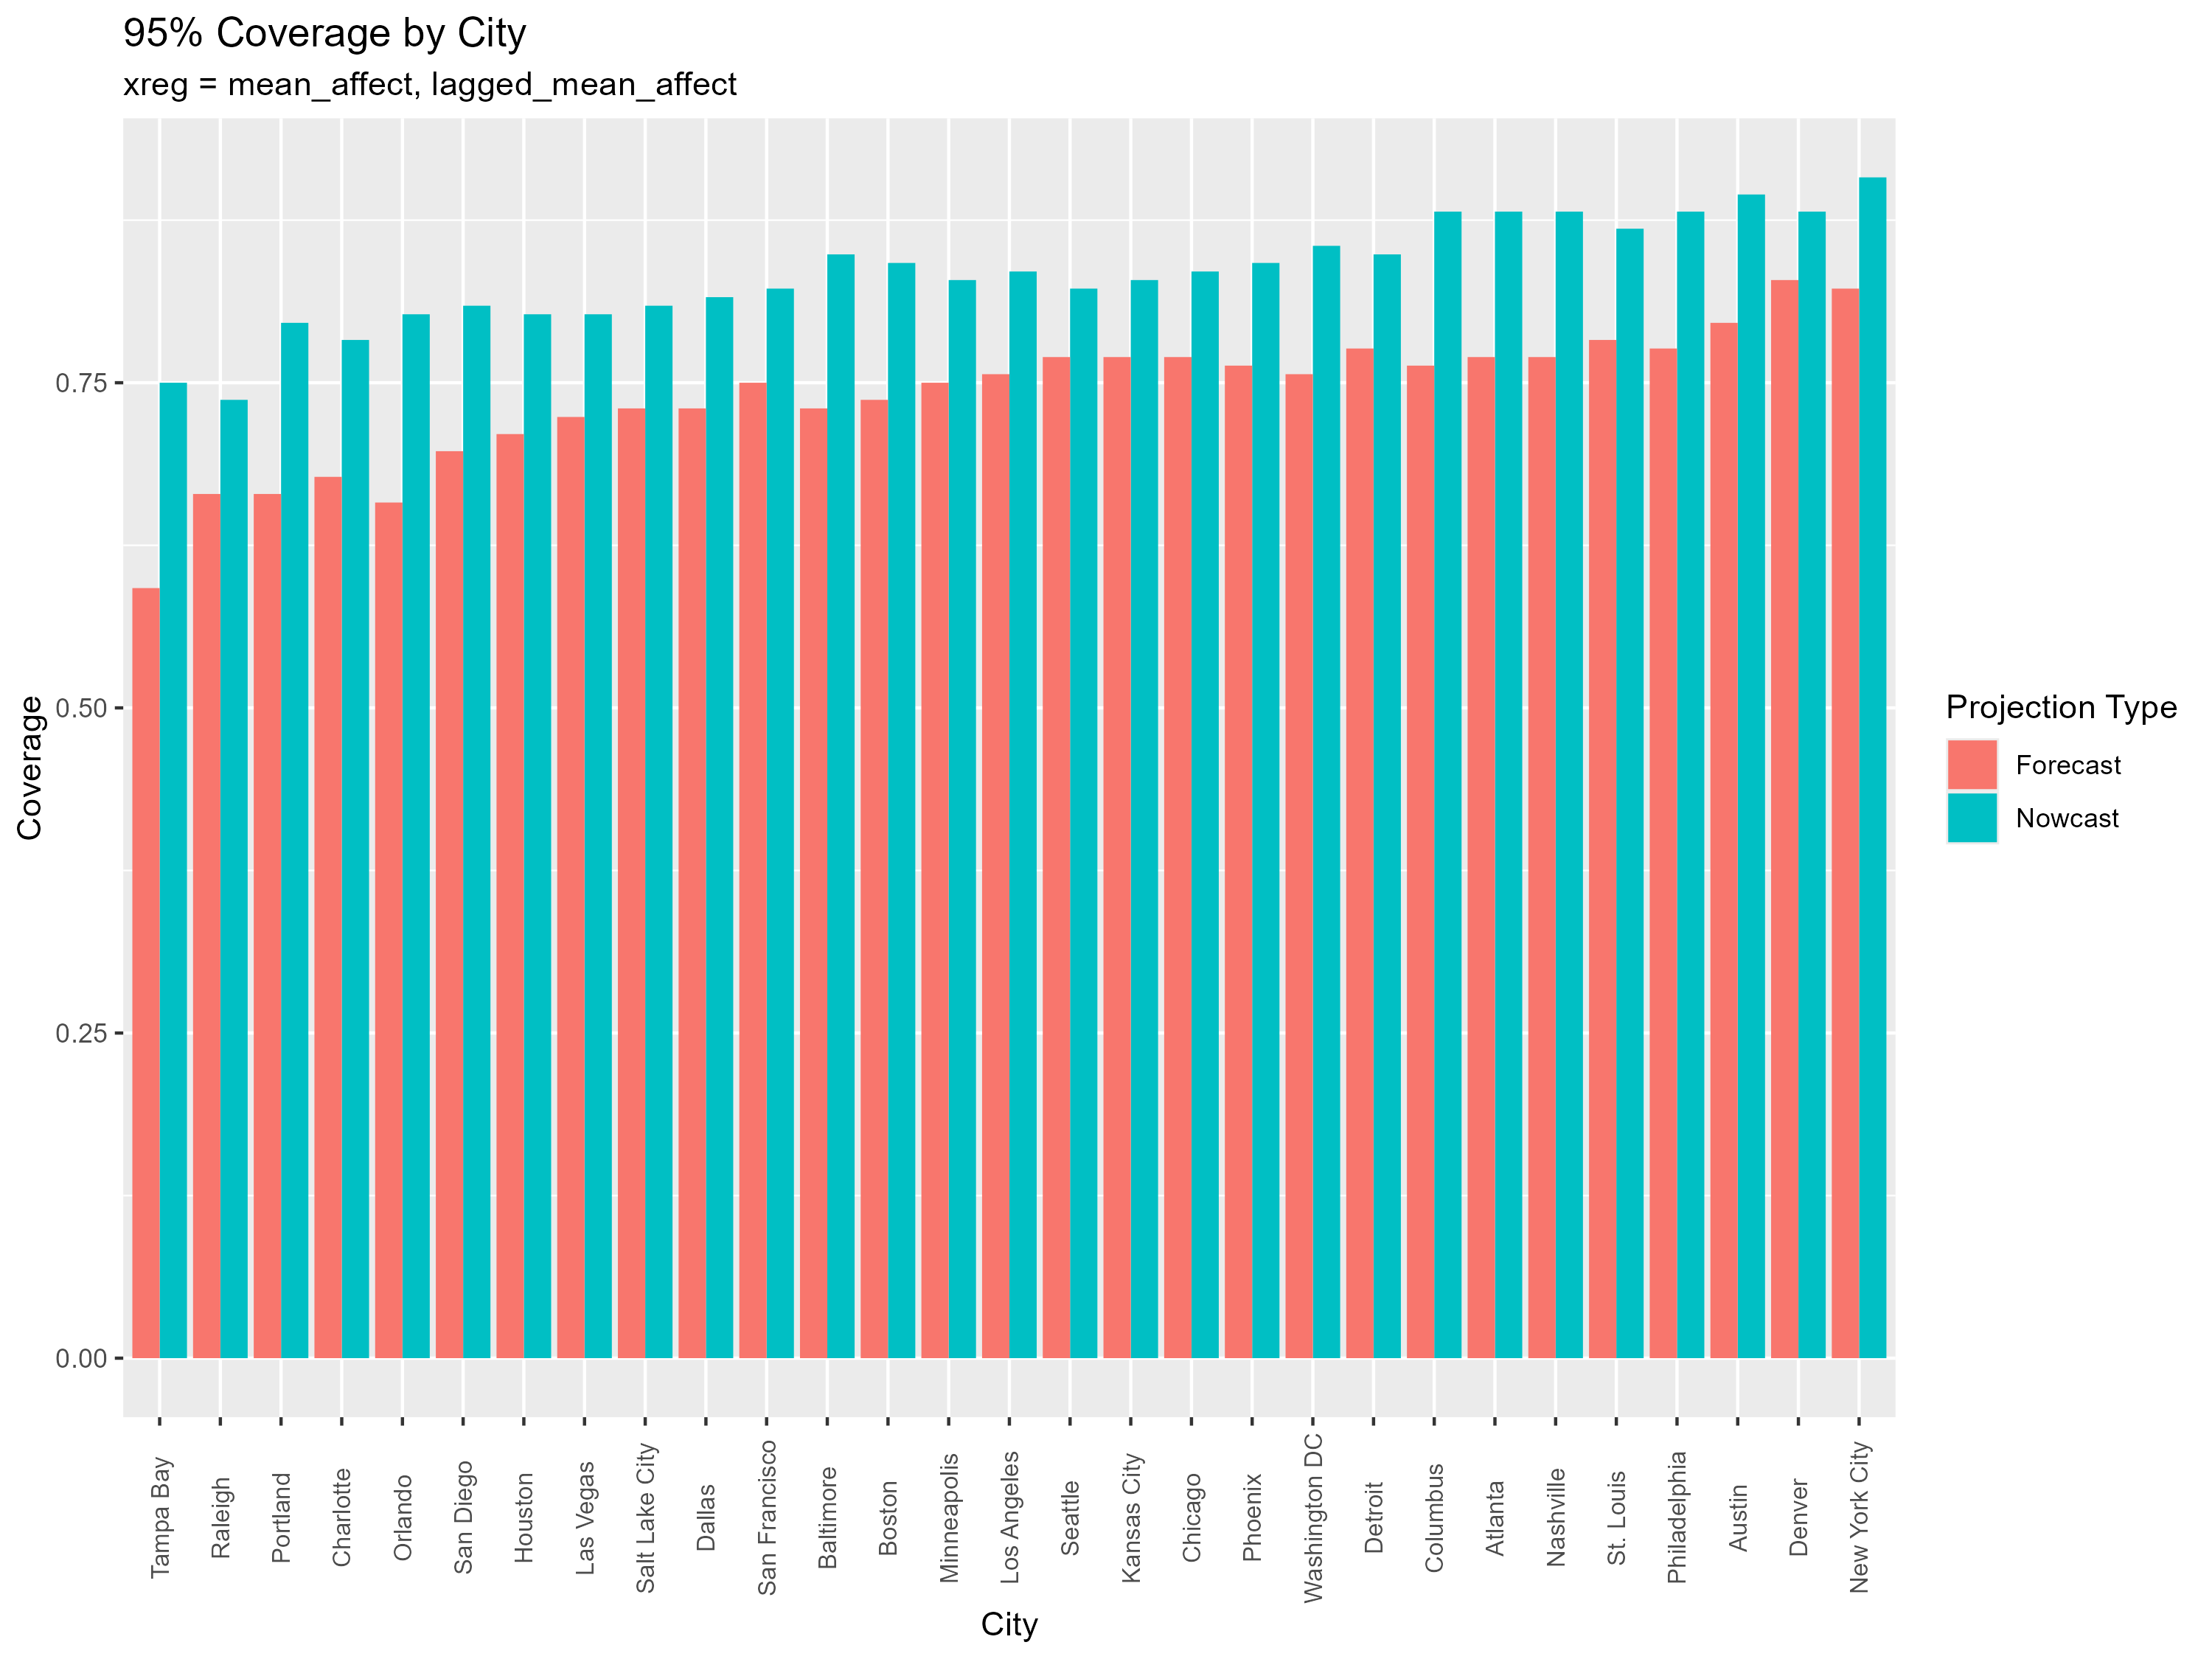 95% Coverage by City
xreg = mean_affect, lagged_mean_affect
Coverage
0.75
0.50
0.25
0.00
Tampa Bay
Raleigh
Portland
Charlotte
Orlando
San Diego
Houston
Las Vegas
Salt Lake City
Dallas
San Francisco
Baltimore
Boston
Minneapolis
Los Angeles
Seattle
Kansas City
Chicago
Phoenix
Washington DC
Detroit
Columbus
Atlanta
Nashville
St. Louis
Philadelphia
Austin
Denver
New York City
City
Projection Type
Forecast
Nowcast